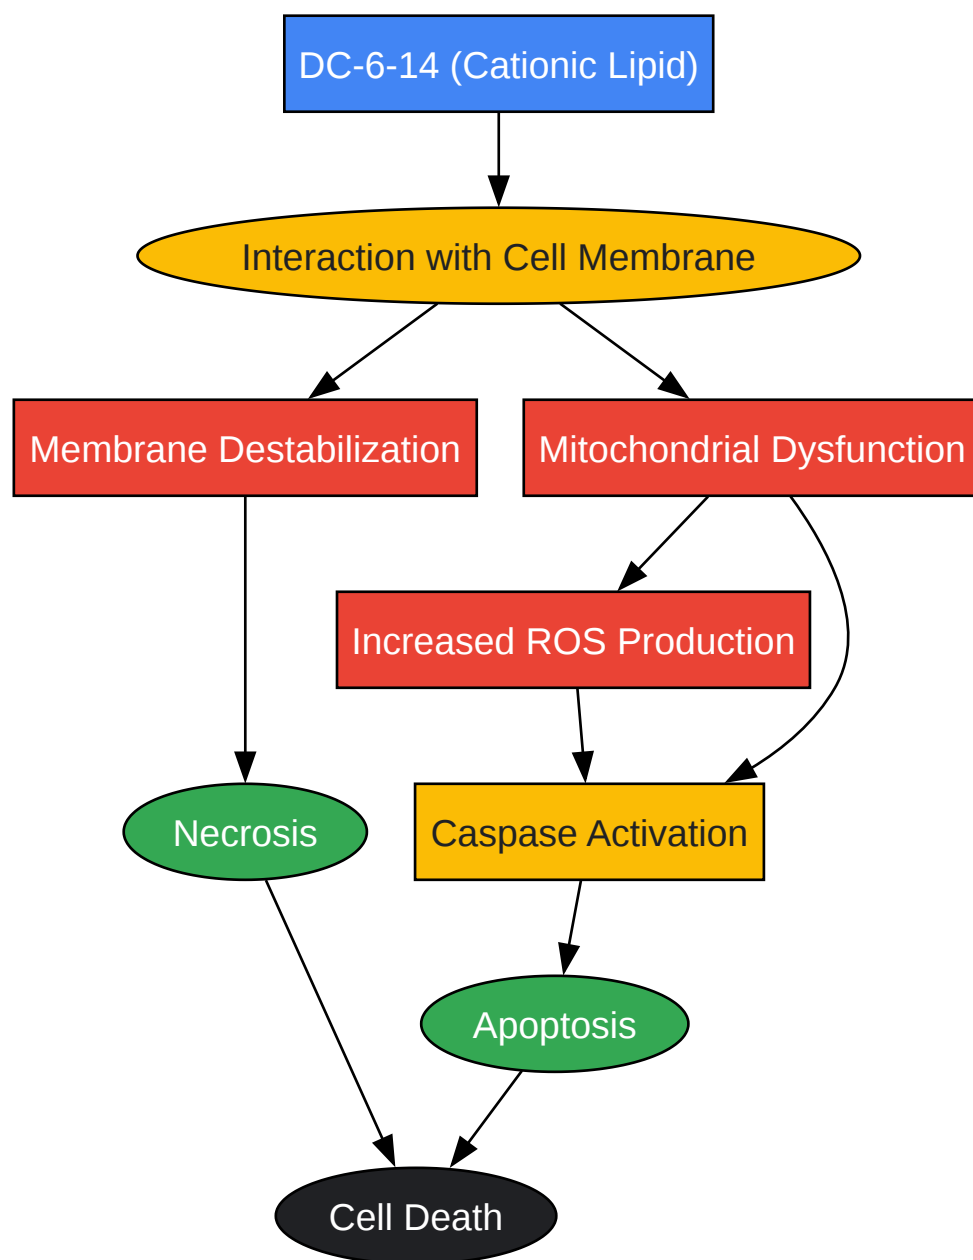 DC-6-14 (Cationic Lipid)
Interaction with Cell Membrane
Membrane Destabilization
Mitochondrial Dysfunction
Increased ROS Production
Necrosis
Caspase Activation
Apoptosis
Cell Death